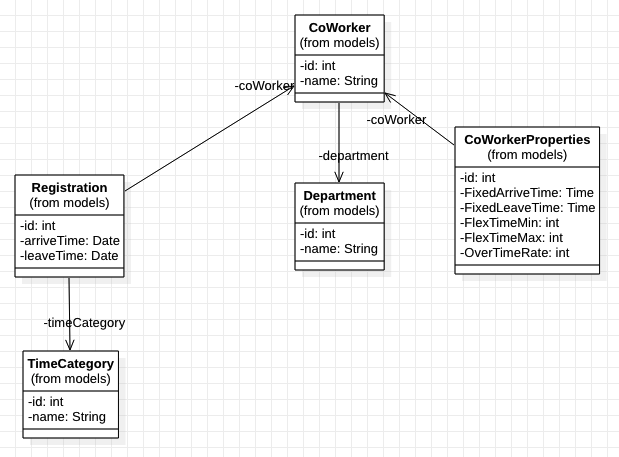 CoWorker
(from models)
-id: int
-name: String
-coWorker
-coWorker
CoWorkerProperties
(from models)
-id: int
-FixedArriveTime: Time
-FixedLeaveTime: Time
-FlexTimeMin: int
-FlexTimeMax: int
-OverTimeRate: int
-department
Registration
(from models)
-id: int
-arriveTime: Date
-leaveTime: Date
Department
(from models)
-id: int
-name: String
-timeCategory
TimeCategory
(from models)
-id: int
-name: String